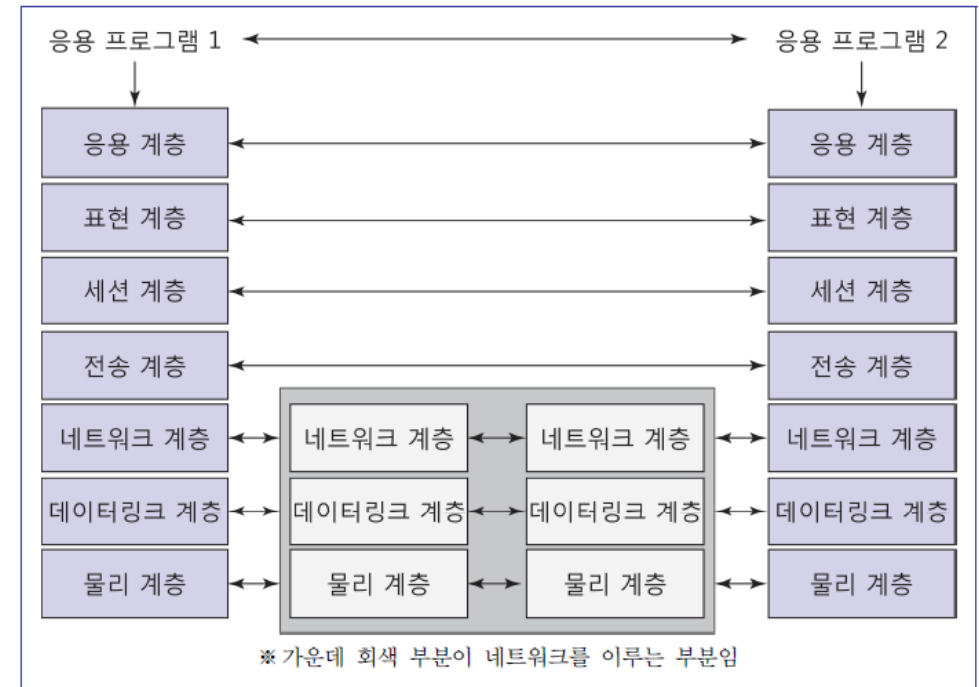 응용 프로그램 1 응용 프로그램 2
응용 계층 응용 계층
표현 계층 표현 계층
세션 계층 세션 계층
전송 계층 전송 계층
네트워크 계층 네트워크 계층 네트워크 계층 네트워크 계층
데이터링크 계층 데이터링크 계층 데이터링크 계층 데이터링크 계층
물리 계층 물리 계층 물리 계층 물리 계층
※ 가운데 회색 부분이 네트워크를 이루는 부분임